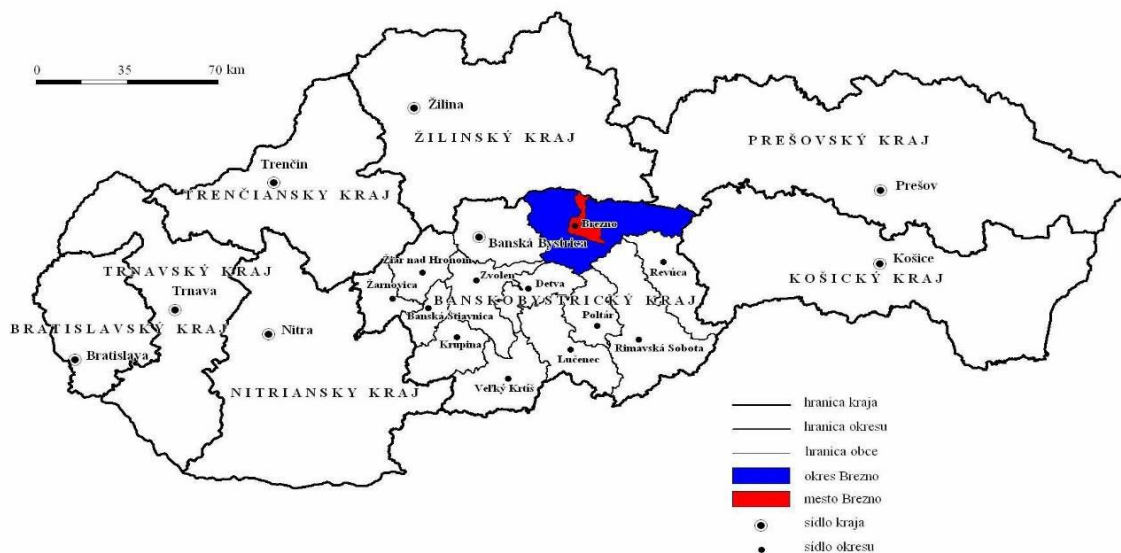 0 35 70 km
Žilina
ŽILINSKÝ KRAJ
PREŠOVSKÝ KRAJ
Trenčín
TRENČIANSKY KRAJ
Prešov
Brezno
Banská Bystrica
Žiar nad Hronom
Zvolen
Revúca
Košice
TRNAVSKÝ KRAJ
Žarnovica
Detva
KOŠICKÝ KRAJ
BANSKOBYSTRICKÝ KRAJ
Trnava
Banská Štiavnica
Poltár
BRATISLAVSKÝ KRAJ
Nitra
Krupina
Rimavská Sobota
Bratislava
Lučenec
NITRIANSKY KRAJ
Veľký Krtíš
hranica kraja
hranica okresu
hranica obce
okres Brezno
mesto Brezno
sídlo kraja
sídlo okresu